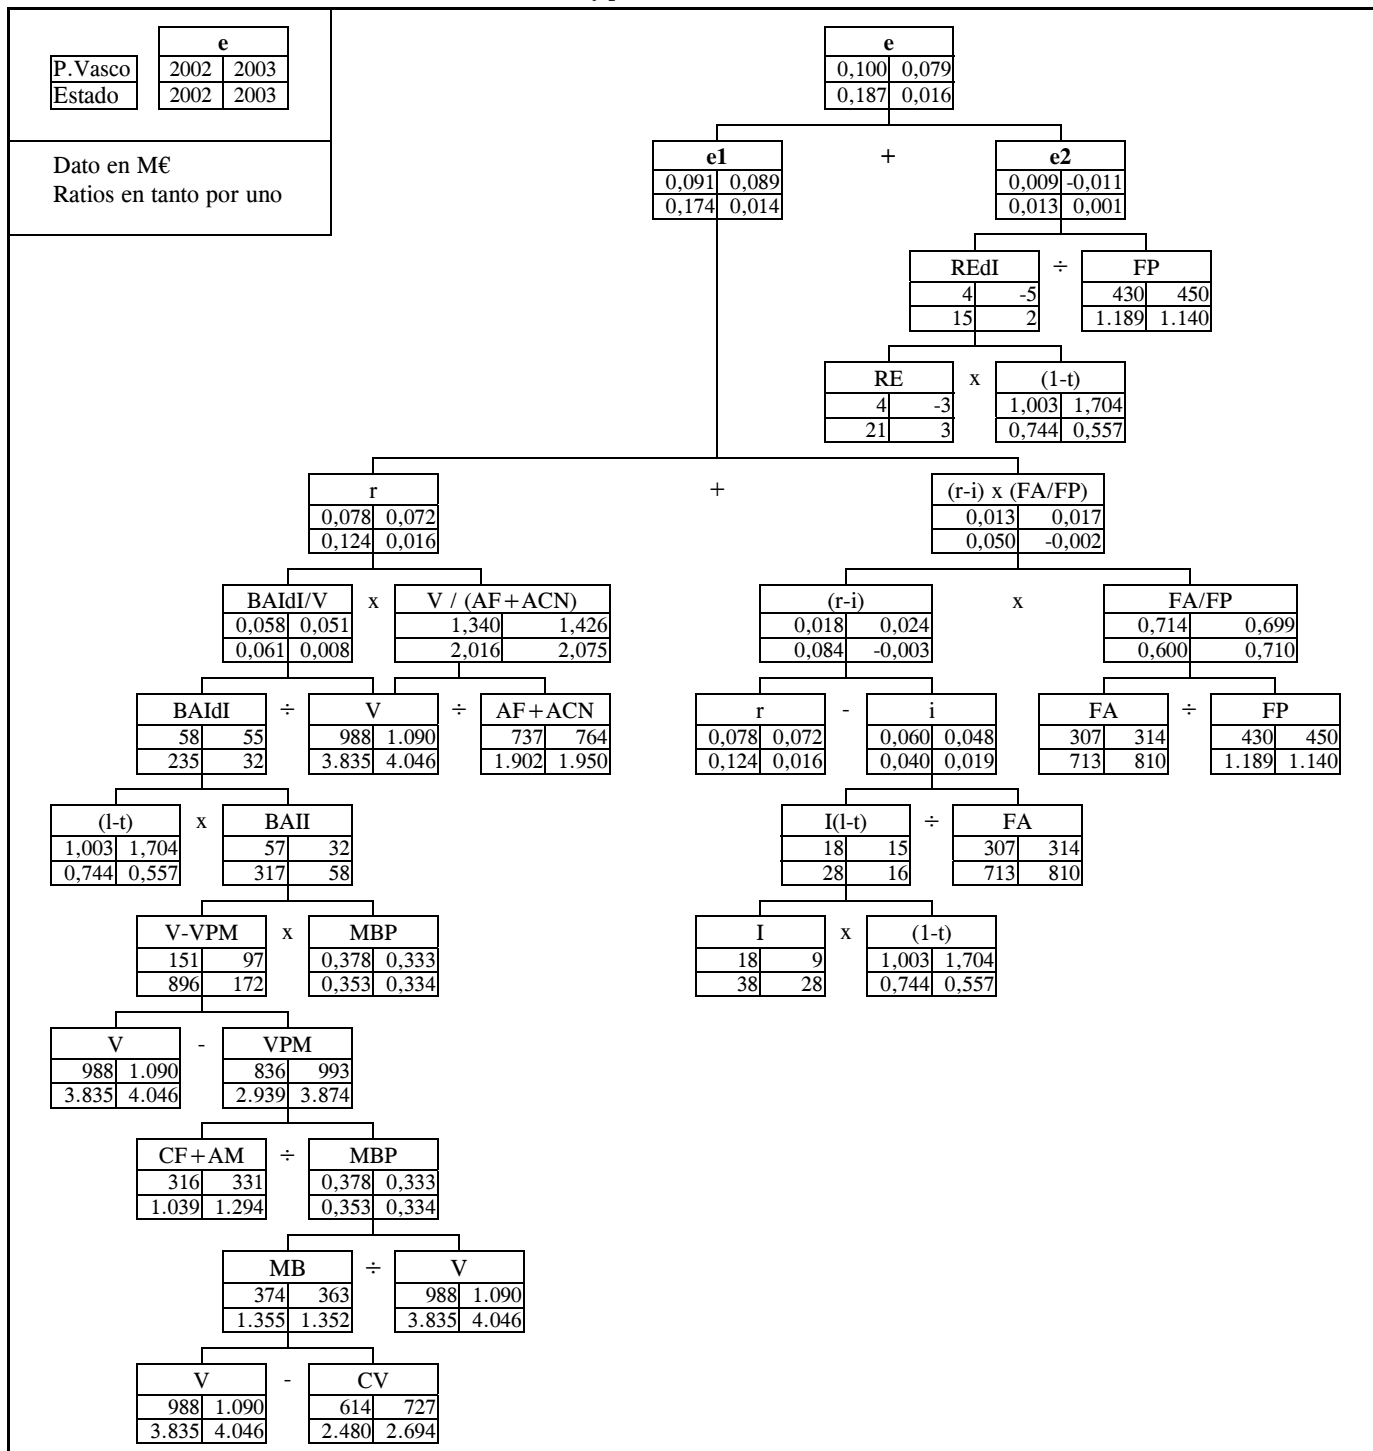 e
P.Vasco 2002 2003
Estado 2002 2003
Dato en M€
Ratios en tanto por uno
e
0,100 0,079
0,187 0,016
e1 + e2
0,091 0,089 0,009 -0,011
0,174 0,014 0,013 0,001
REdI ÷ FP
4 -5 430 450
15 2 1.189 1.140
RE x (1-t)
4 -3 1,003 1,704
21 3 0,744 0,557
r + (r-i) x (FA/FP)
0,078 0,072 0,013 0,017
0,124 0,016 0,050 -0,002
BAIdI/V x V / (AF+ACN) (r-i) x FA/FP
0,058 0,051 1,340 1,426 0,018 0,024 0,714 0,699
0,061 0,008 2,016 2,075 0,084 -0,003 0,600 0,710
BAIdI ÷ V ÷ AF+ACN r - i FA ÷ FP
58 55 988 1.090 737 764 0,078 0,072 0,060 0,048 307 314 430 450
235 32 3.835 4.046 1.902 1.950 0,124 0,016 0,040 0,019 713 810 1.189 1.140
(l-t) x BAII I(l-t) ÷ FA
1,003 1,704 57 32 18 15 307 314
0,744 0,557 317 58 28 16 713 810
V-VPM x MBP I x (1-t)
151 97 0,378 0,333 18 9 1,003 1,704
896 172 0,353 0,334 38 28 0,744 0,557
V - VPM
988 1.090 836 993
3.835 4.046 2.939 3.874
CF+AM ÷ MBP
316 331 0,378 0,333
1.039 1.294 0,353 0,334
MB ÷ V
374 363 988 1.090
1.355 1.352 3.835 4.046
V - CV
988 1.090 614 727
3.835 4.046 2.480 2.694